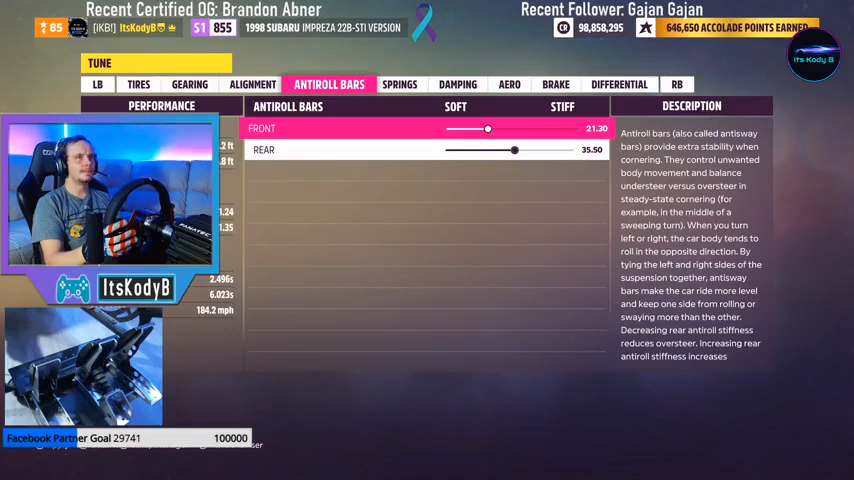 Recent Certified OG: Brandon Abner
Recent Follower: Gajan Gajan
85 [iKB!] ItsKodyB S1 855 1998 SUBARU IMPREZA 22B-STI VERSION
CR 98,858,295 646,650 ACCOLADE POINTS EARNED
Its Kody B
TUNE
LB TIRES GEARING ALIGNMENT ANTIROLL BARS SPRINGS DAMPING AERO BRAKE DIFFERENTIAL RB
PERFORMANCE
ANTIROLL BARS SOFT STIFF
FRONT 21.30
REAR 35.50
DESCRIPTION
Antiroll bars (also called antisway
bars) provide extra stability when
cornering. They control unwanted
body movement and balance
understeer versus oversteer in
steady-state cornering (for
example, in the middle of a
sweeping turn). When you turn
left or right, the car body tends to
roll in the opposite direction. By
tying the left and right sides of the
suspension together, antisway
bars make the car ride more level
and keep one side from rolling or
swaying more than the other.
Decreasing rear antiroll stiffness
reduces oversteer. Increasing rear
antiroll stiffness increases
.2 ft
.8 ft
1.24
1.35
2.496s
6.023s
184.2 mph
FANATEC
ItsKodyB
Facebook Partner Goal 29741 100000